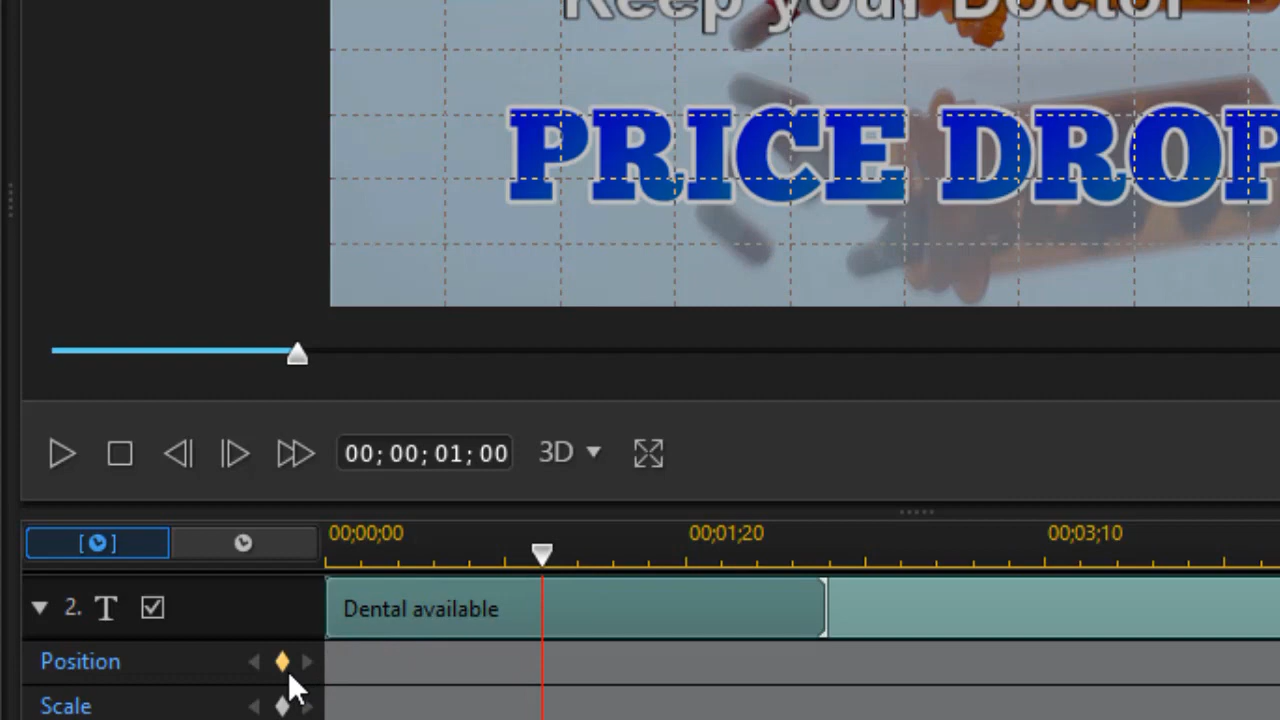 Keep your Doctor
PRICE DROP
00;00;01;00
3D
00;00;00
00;01;20
00;03;10
2. T
Dental available
Position
Scale